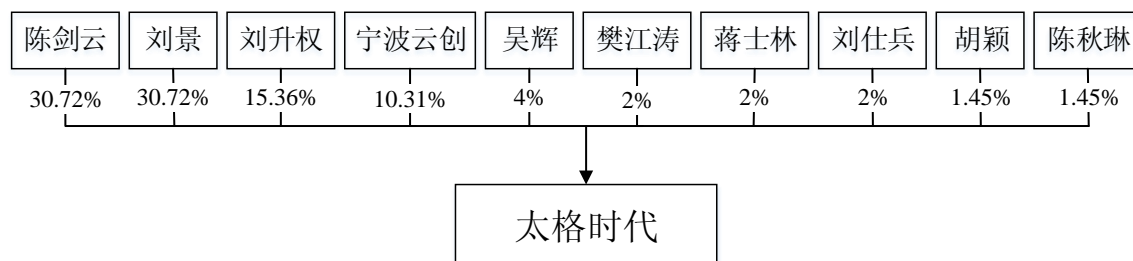 陈剑云 刘景 刘升权 宁波云创 吴辉 樊江涛 蒋士林 刘仕兵 胡颖 陈秋琳
30.72% 30.72% 15.36% 10.31% 4% 2% 2% 2% 1.45% 1.45%
太格时代